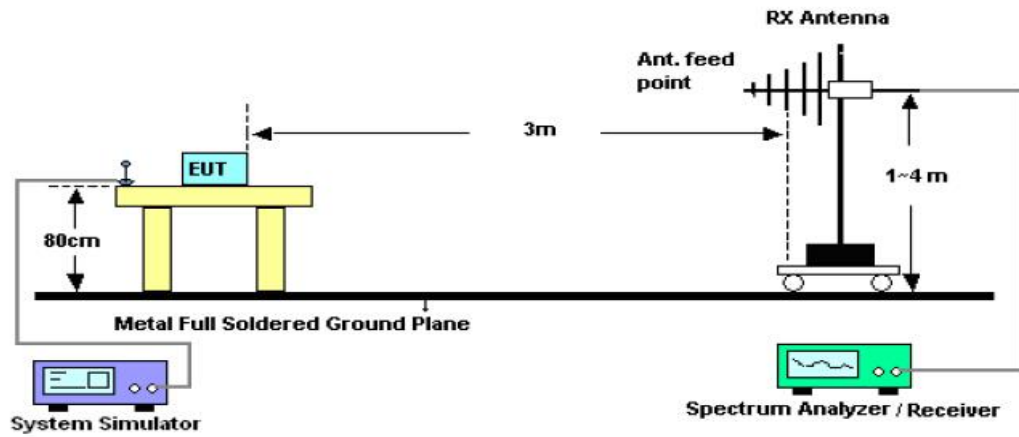 RX Antenna
Ant. feed
point
3m
EUT
1~4 m
80cm
Metal Full Soldered Ground Plane
System Simulator
Spectrum Analyzer / Receiver